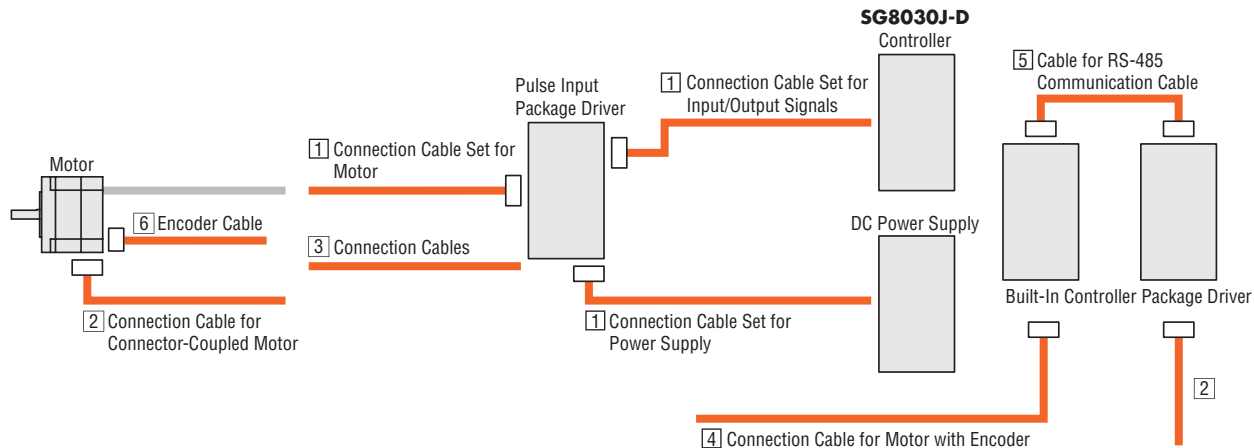 SG8030J-D
Controller
5 Cable for RS-485
Communication Cable
Pulse Input
Package Driver
1 Connection Cable Set for
Input/Output Signals
1 Connection Cable Set for
Motor
Motor
6 Encoder Cable
3 Connection Cables
DC Power Supply
2 Connection Cable for
Connector-Coupled Motor
1 Connection Cable Set for
Power Supply
Built-In Controller Package Driver
2
4 Connection Cable for Motor with Encoder